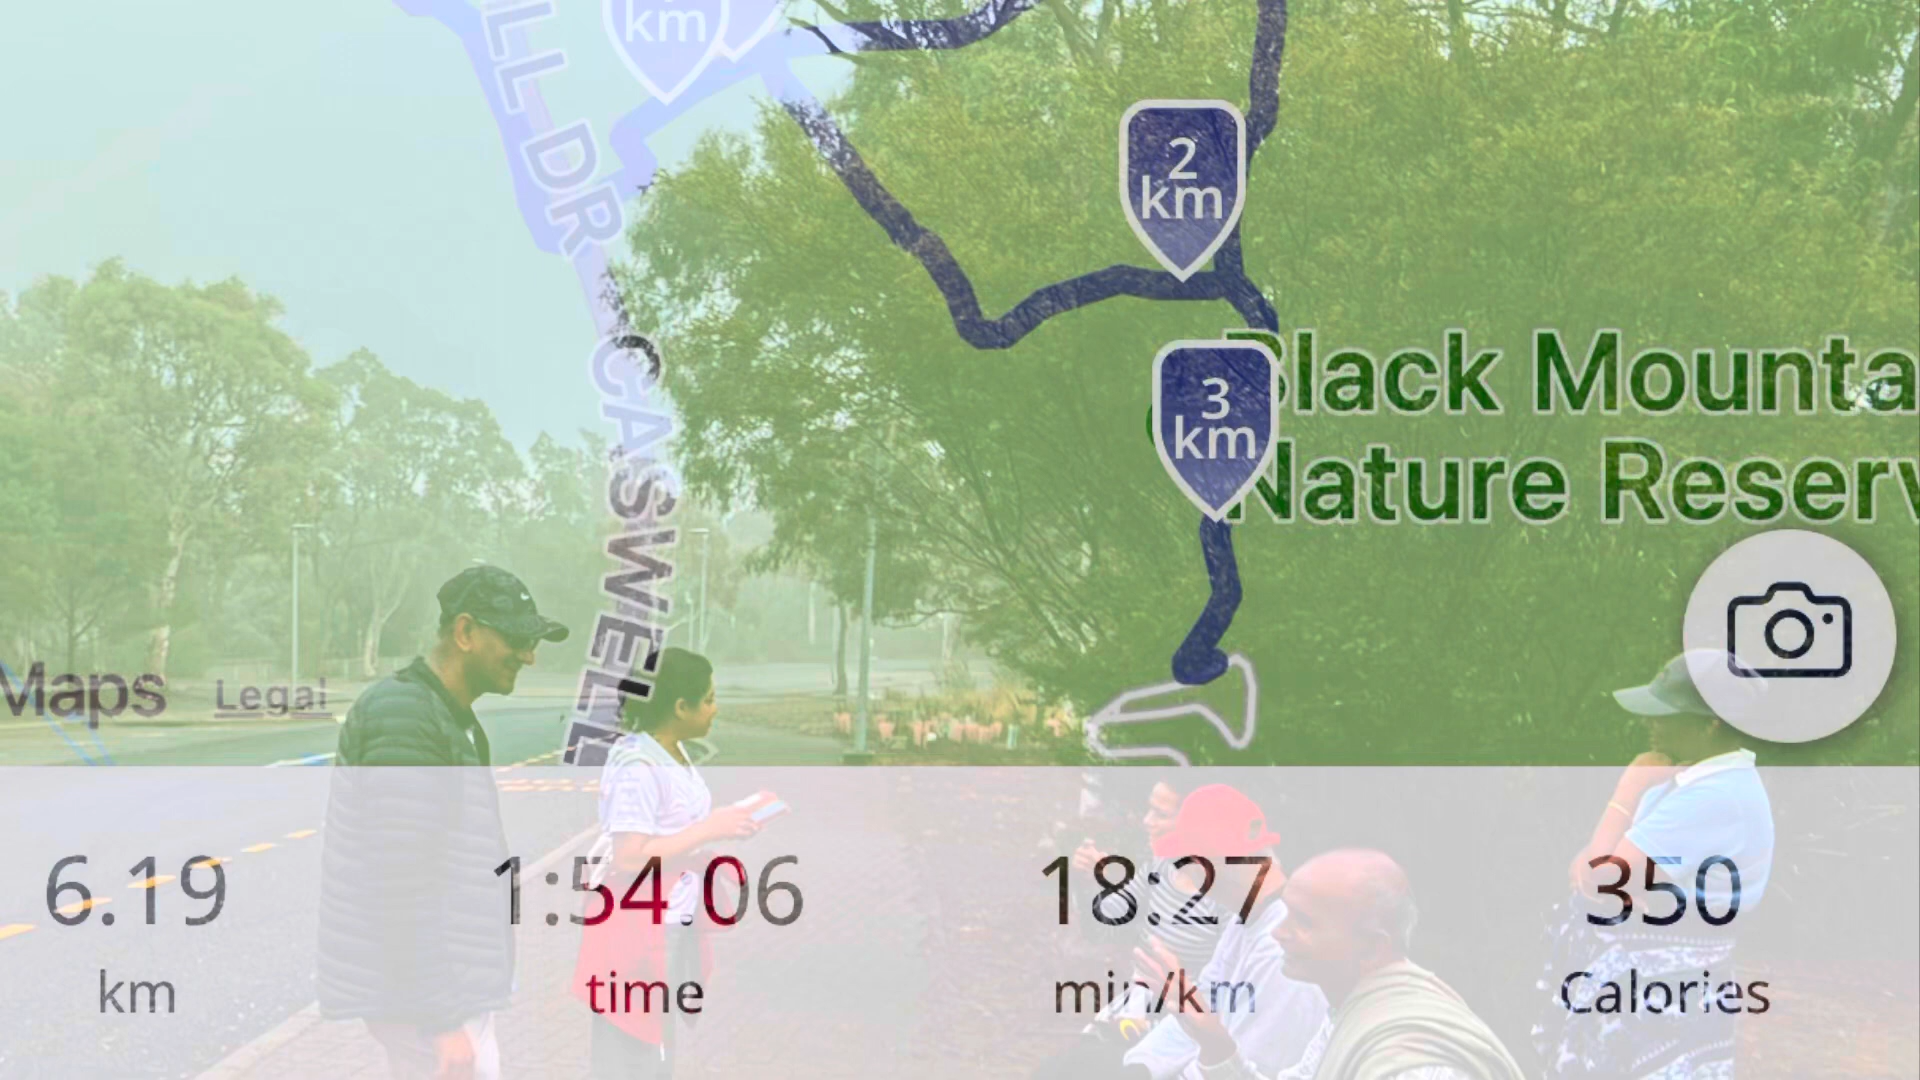 km
LL DR
2
km
CASWELL
Black Mounta
3
km
Nature Reserv
Maps
Legal
6.19
1:54.06
18:27
350
km
time
min/km
Calories